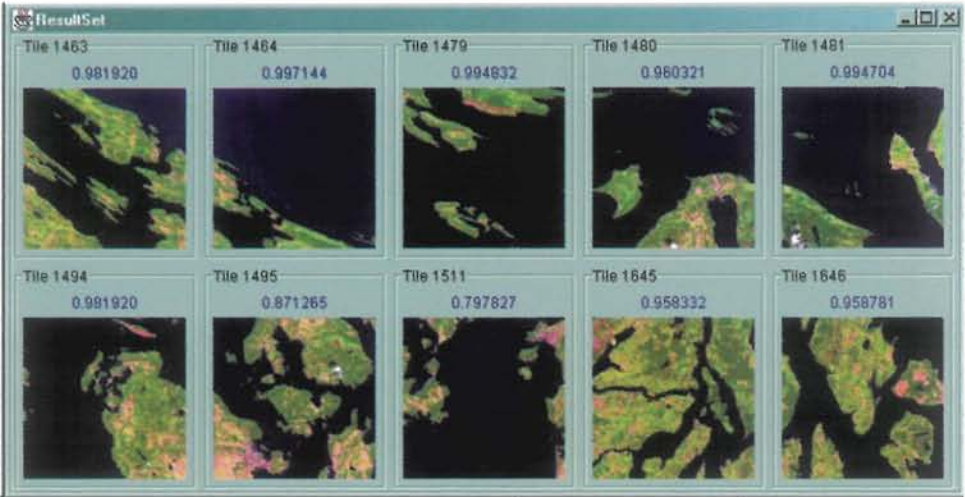 ResultSet
Tile 1463 Tile 1464 Tile 1479 Tile 1480 Tile 1481
0.981920 0.997144 0.994832 0.960321 0.994704
Tile 1494 Tile 1495 Tile 1511 Tile 1645 Tile 1646
0.981920 0.871265 0.797827 0.958332 0.958781